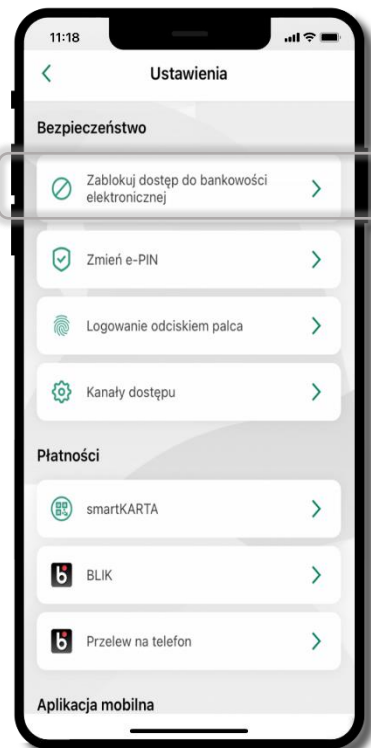 11:18
Ustawienia
Bezpieczeństwo
Zablokuj dostęp do bankowości
elektronicznej
Zmień e-PIN
Logowanie odciskiem palca
Kanały dostępu
Płatności
smartKARTA
BLIK
Przelew na telefon
Aplikacja mobilna